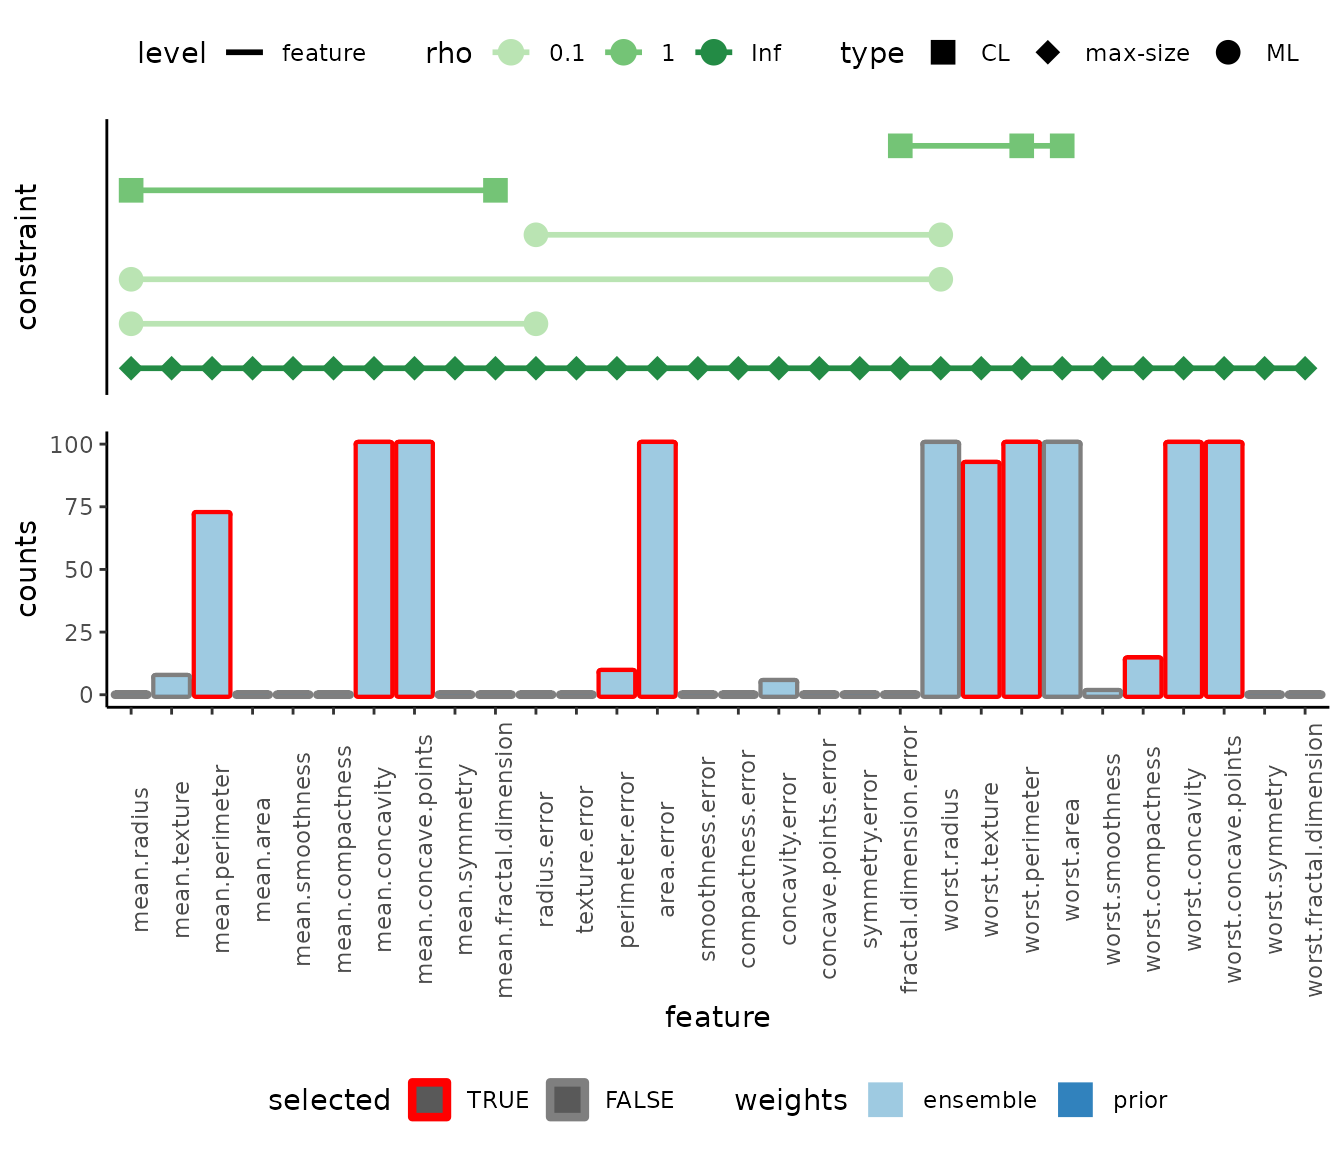 level feature rho 0.1 1 Inf type CL max-size ML
constraint
counts
100
75
50
25
0
mean.radius
mean.texture
mean.perimeter
mean.area
mean.smoothness
mean.compactness
mean.concavity
mean.concave.points
mean.symmetry
mean.fractal.dimension
radius.error
texture.error
perimeter.error
area.error
smoothness.error
compactness.error
concavity.error
concave.points.error
symmetry.error
fractal.dimension.error
worst.radius
worst.texture
worst.perimeter
worst.area
worst.smoothness
worst.compactness
worst.concavity
worst.concave.points
worst.symmetry
worst.fractal.dimension
feature
selected TRUE FALSE weights ensemble prior